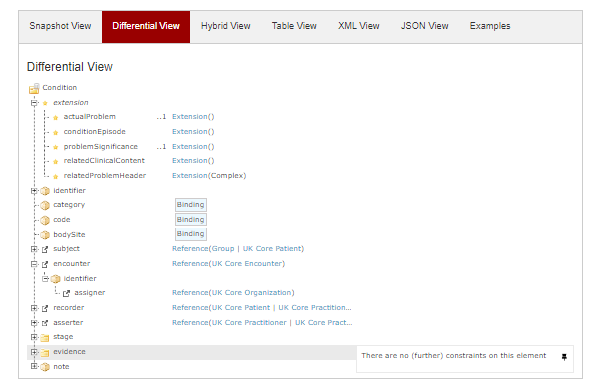 Snapshot View Differential View Hybrid View Table View XML View JSON View Examples
Differential View
Condition
extension
actualProblem ..1 Extension()
conditionEpisode Extension()
problemSignificance ..1 Extension()
relatedClinicalContent Extension()
relatedProblemHeader Extension(Complex)
identifier
category Binding
code Binding
bodySite Binding
subject Reference(Group | UK Core Patient)
encounter Reference(UK Core Encounter)
identifier
assigner Reference(UK Core Organization)
recorder Reference(UK Core Patient | UK Core Practition...
asserter Reference(UK Core Practitioner | UK Core Pract...
stage
evidence There are no (further) constraints on this element
note